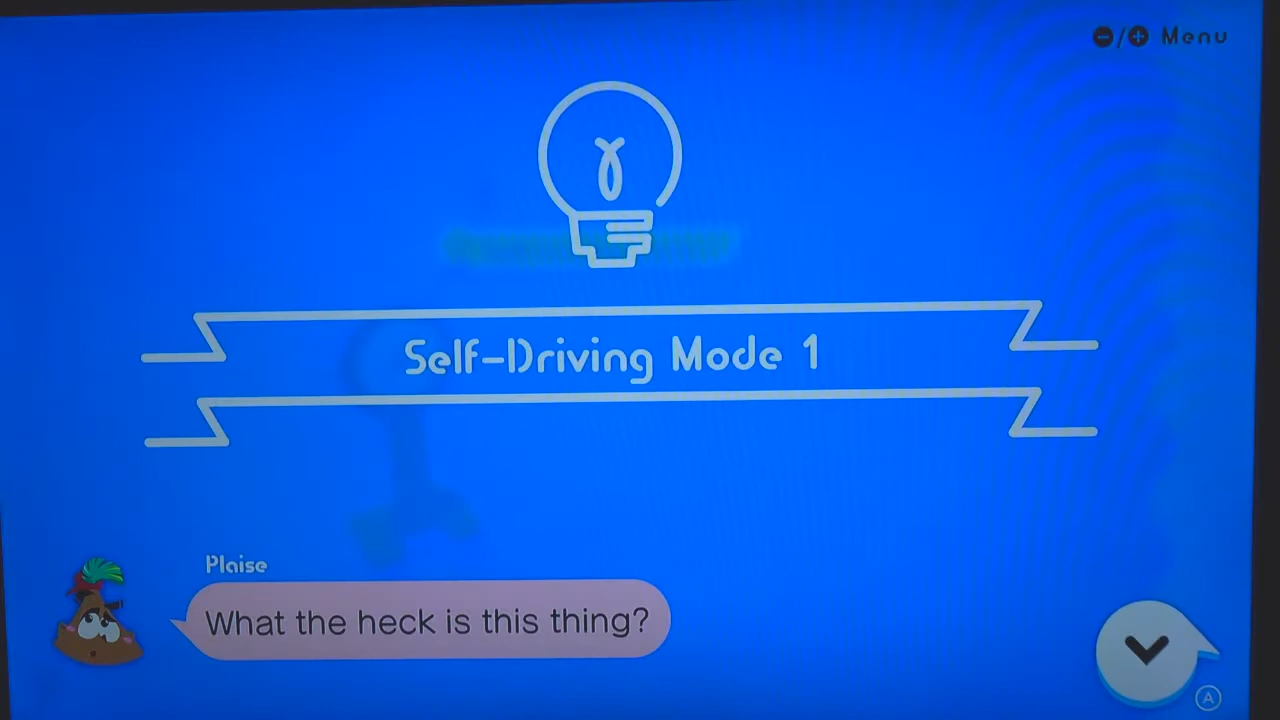 -/+ Menu
Self-Driving Mode 1
Plaise
What the heck is this thing?
A